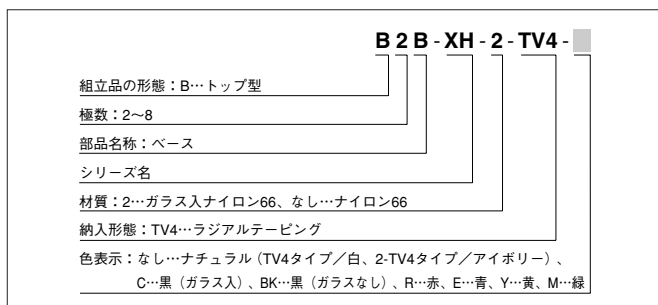 B 2 B - XH - 2 - TV4 -
組立品の形態：B…トップ型
極数：2～8
部品名称：ベース
シリーズ名
材質：2…ガラス入ナイロン66、なし…ナイロン66
納入形態：TV4…ラジアルテーピング
色表示：なし…ナチュラル（TV4タイプ／白、2-TV4タイプ／アイボリー）、
C…黒（ガラス入）、BK…黒（ガラスなし）、R…赤、E…青、Y…黄、M…緑